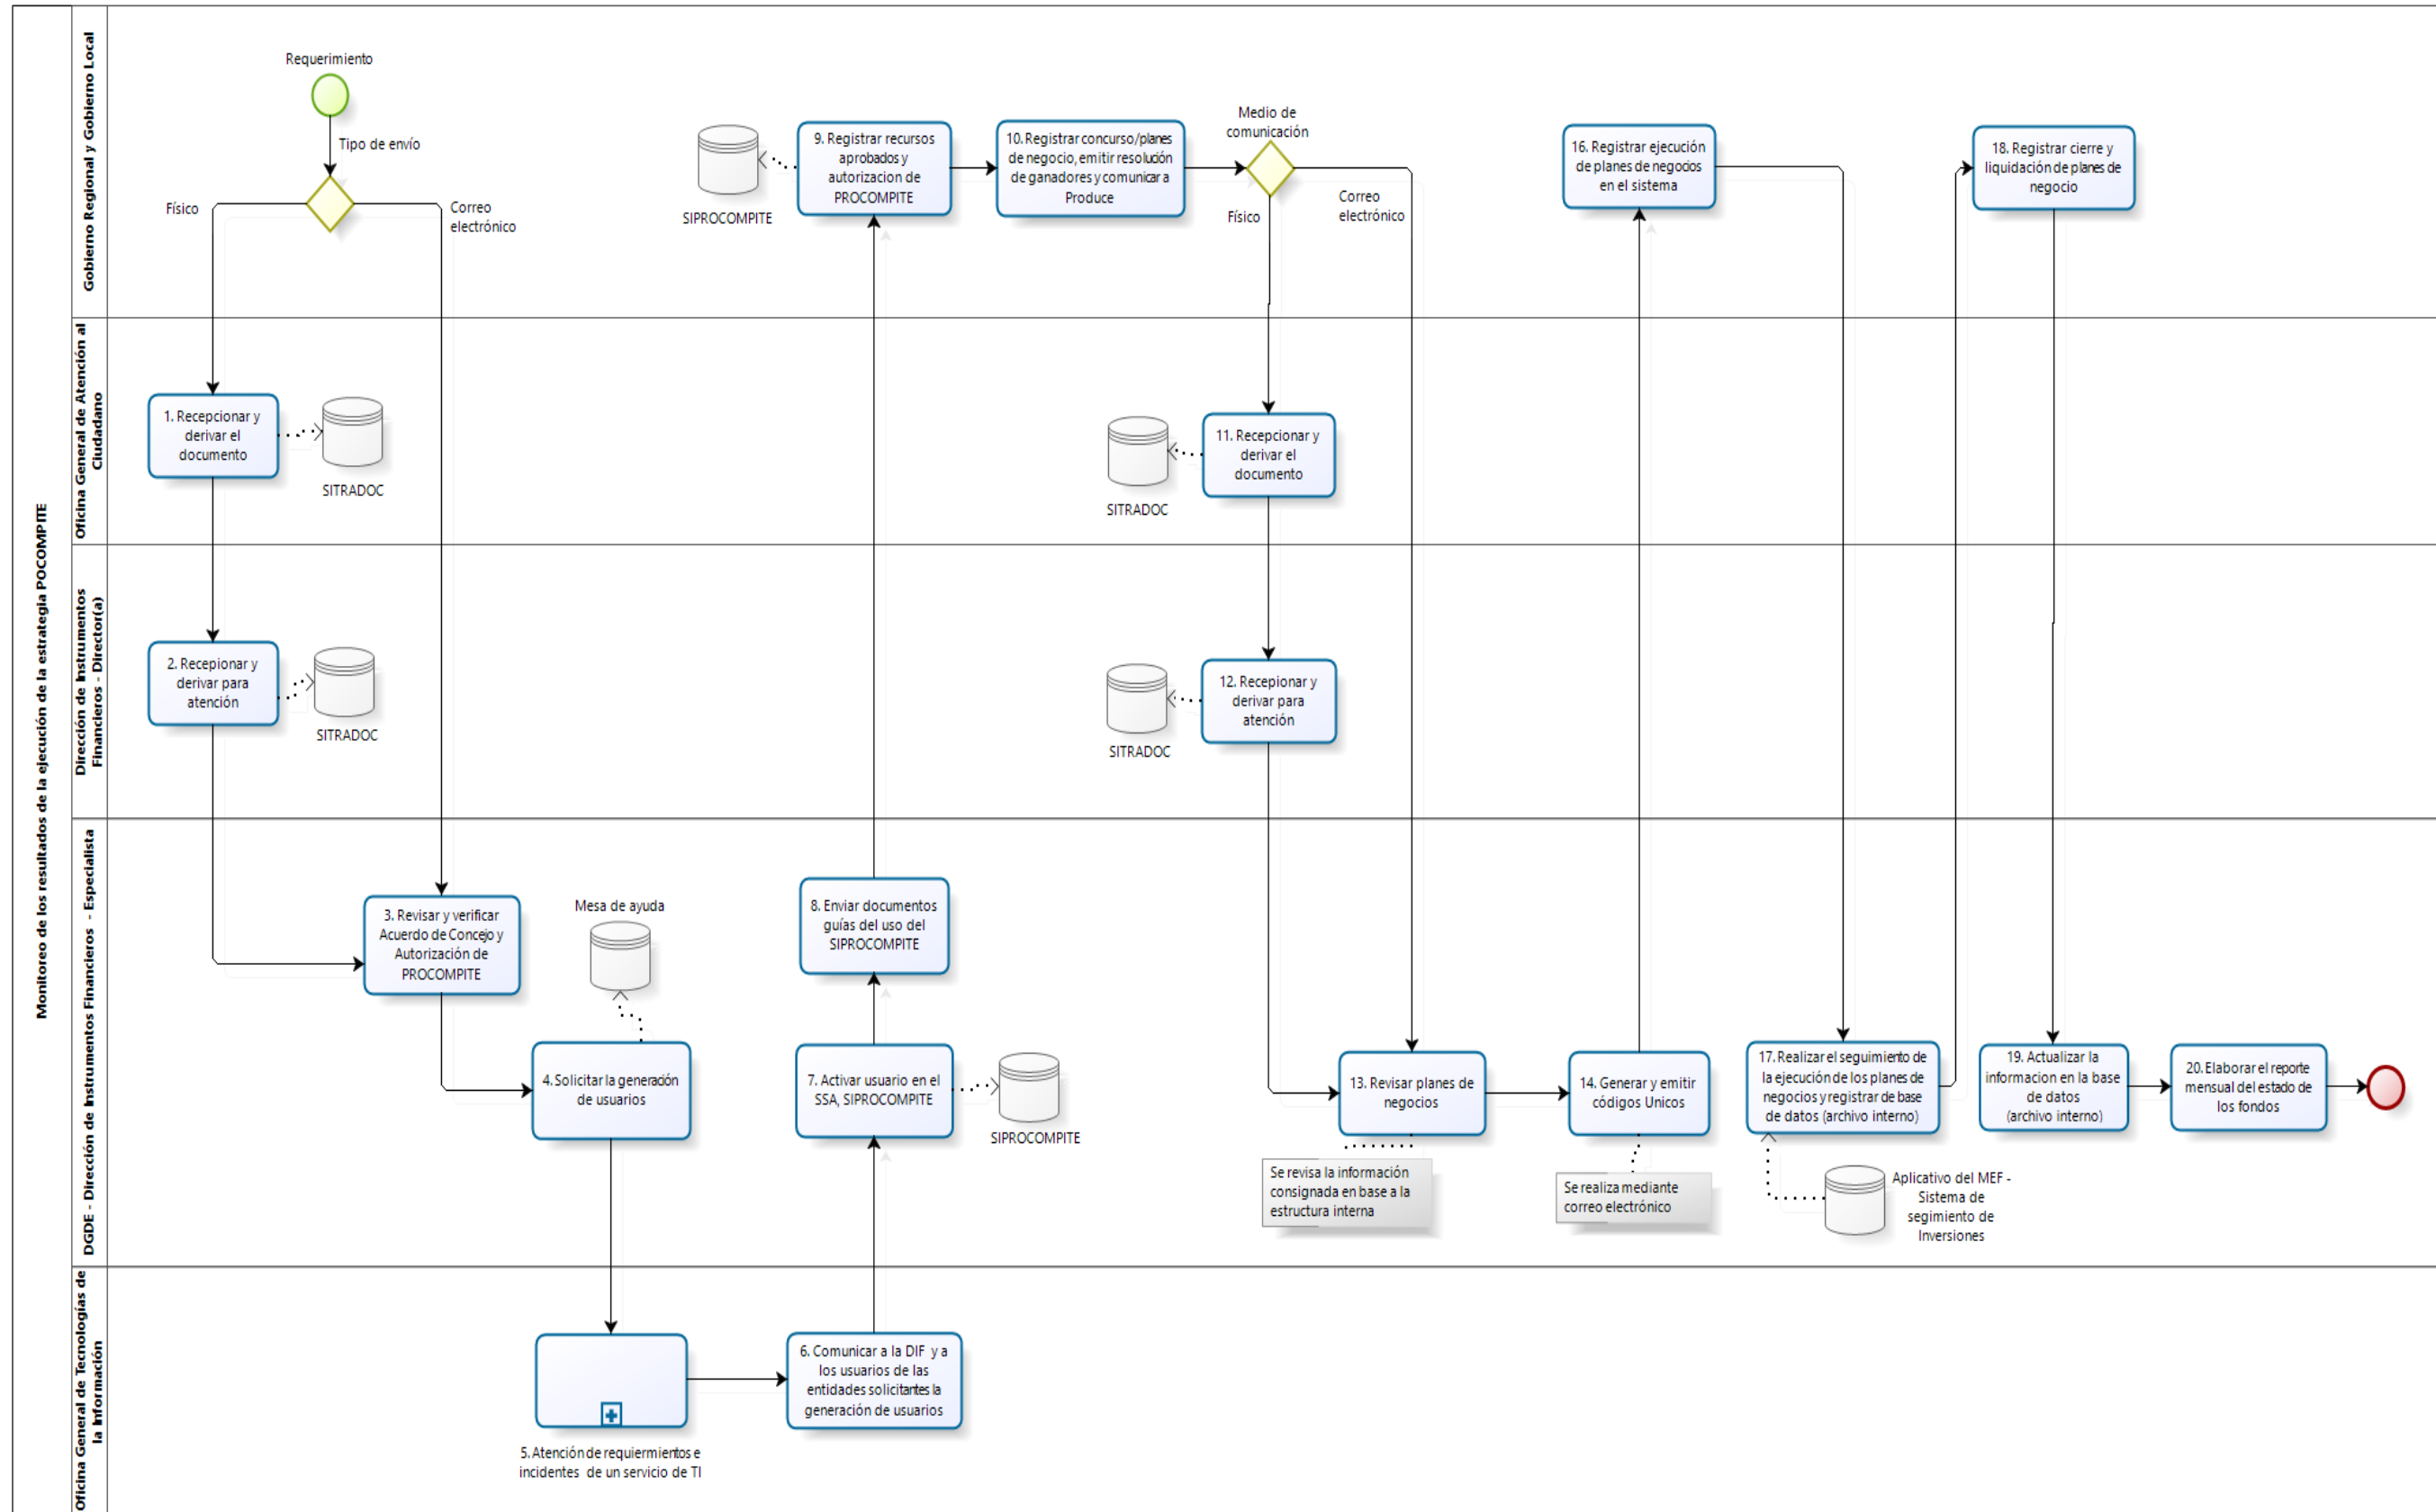 Monitoreo de los resultados de la ejecución de la estrategia POCOMPITE
Gobierno Regional y Gobierno Local
Requerimiento
Tipo de envío
Físico
Correo
electrónico
SIPROCOMPITE
9. Registrar recursos
aprobados y
autorizacion de
PROCOMPITE
10. Registrar concurso/planes
de negocio, emitir resolución
de ganadores y comunicar a
Produce
Medio de
comunicación
Físico
Correo
electrónico
16. Registrar ejecución
de planes de negocios
en el sistema
18. Registrar cierre y
liquidación de planes de
negocio
Oficina General de Atención al
Ciudadano
1. Recepcionar y
derivar el
documento
SITRADOC
11. Recepcionar y
derivar el
documento
SITRADOC
Dirección de Instrumentos
Financieros - Director(a)
2. Recepionar y
derivar para
atención
SITRADOC
12. Recepionar y
derivar para
atención
SITRADOC
DGDE - Dirección de Instrumentos Financieros - Especialista
3. Revisar y verificar
Acuerdo de Concejo y
Autorización de
PROCOMPITE
Mesa de ayuda
4. Solicitar la generación
de usuarios
8. Enviar documentos
guías del uso del
SIPROCOMPITE
7. Activar usuario en el
SSA, SIPROCOMPITE
SIPROCOMPITE
13. Revisar planes de
negocios
Se revisa la información
consignada en base a la
estructura interna
14. Generar y emitir
códigos Unicos
Se realiza mediante
correo electrónico
17. Realizar el seguimiento de
la ejecución de los planes de
negocios y registrar de base
de datos (archivo interno)
Aplicativo del MEF -
Sistema de
segimiento de
Inversiones
19. Actualizar la
informacion en la base
de datos
(archivo interno)
20. Elaborar el reporte
mensual del estado de
los fondos
Oficina General de Tecnologías de
la Información
5. Atención de requiermientos e
incidentes de un servicio de TI
6. Comunicar a la DIF y a
los usuarios de las
entidades solicitantes la
generación de usuarios